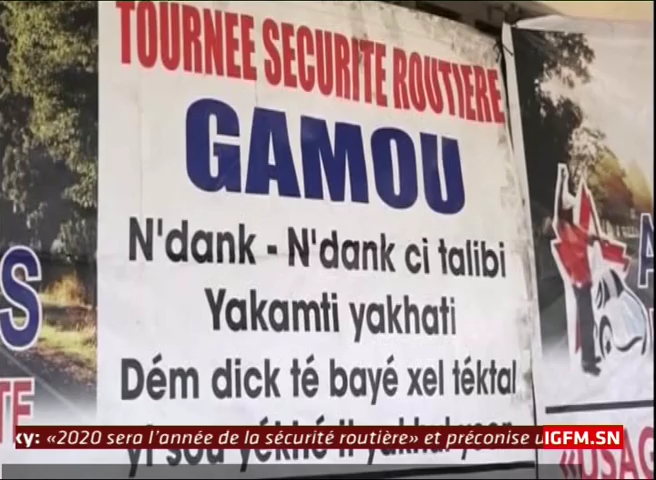 TOURNEE SECURITE ROUTIERE
GAMOU
N'dank - N'dank ci talibi
Yakamti yakhati
Dém dick té bayé xel téktal
ky: «2020 sera l'année de la sécurité routière» et préconise u
IGFM.SN